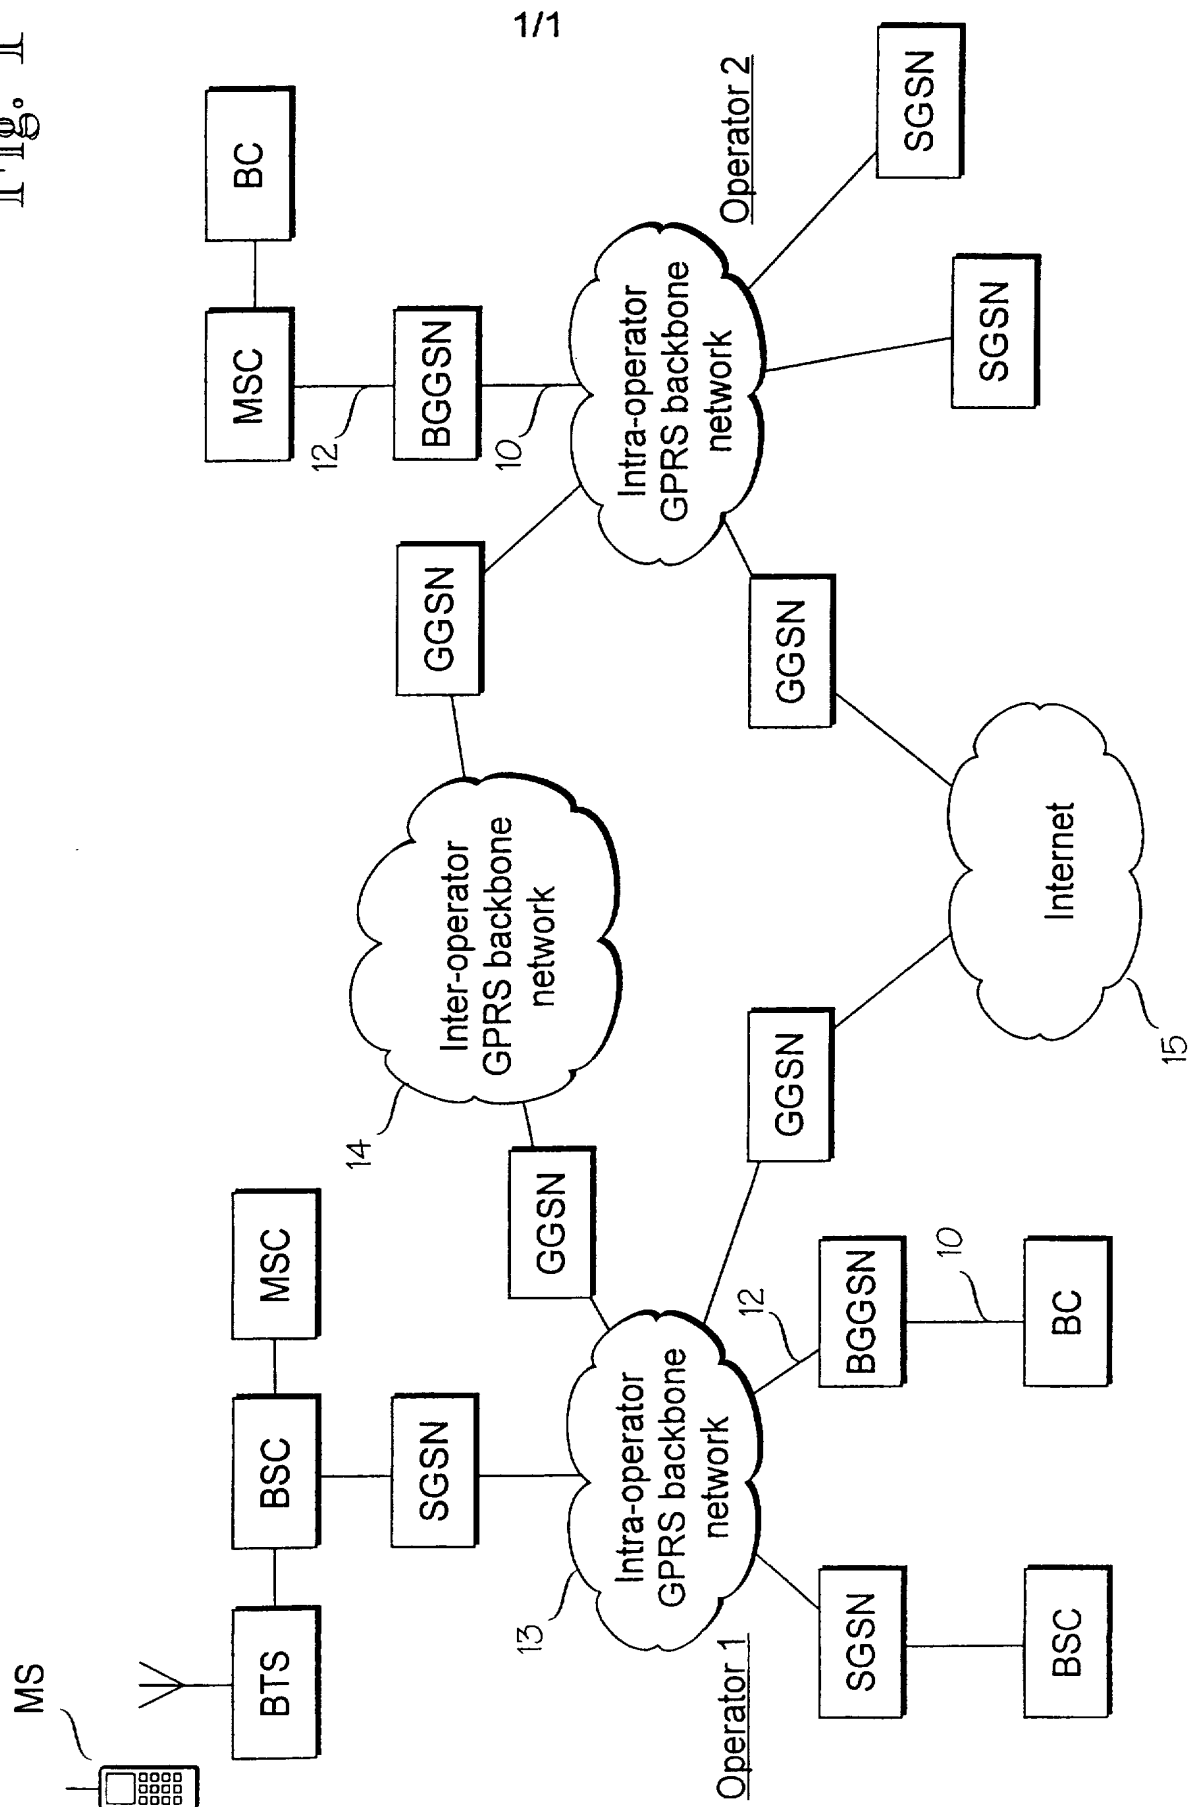 1/1
Fig. 1
MS
BTS
BSC
MSC
SGSN
13
Intra-operator
GPRS backbone
network
Operator 1
SGSN
BSC
12
BGGSN
10
BC
GGSN
GGSN
14
Inter-operator
GPRS backbone
network
15
Internet
GGSN
GGSN
MSC
BC
12
BGGSN
10
Intra-operator
GPRS backbone
network
Operator 2
SGSN
SGSN